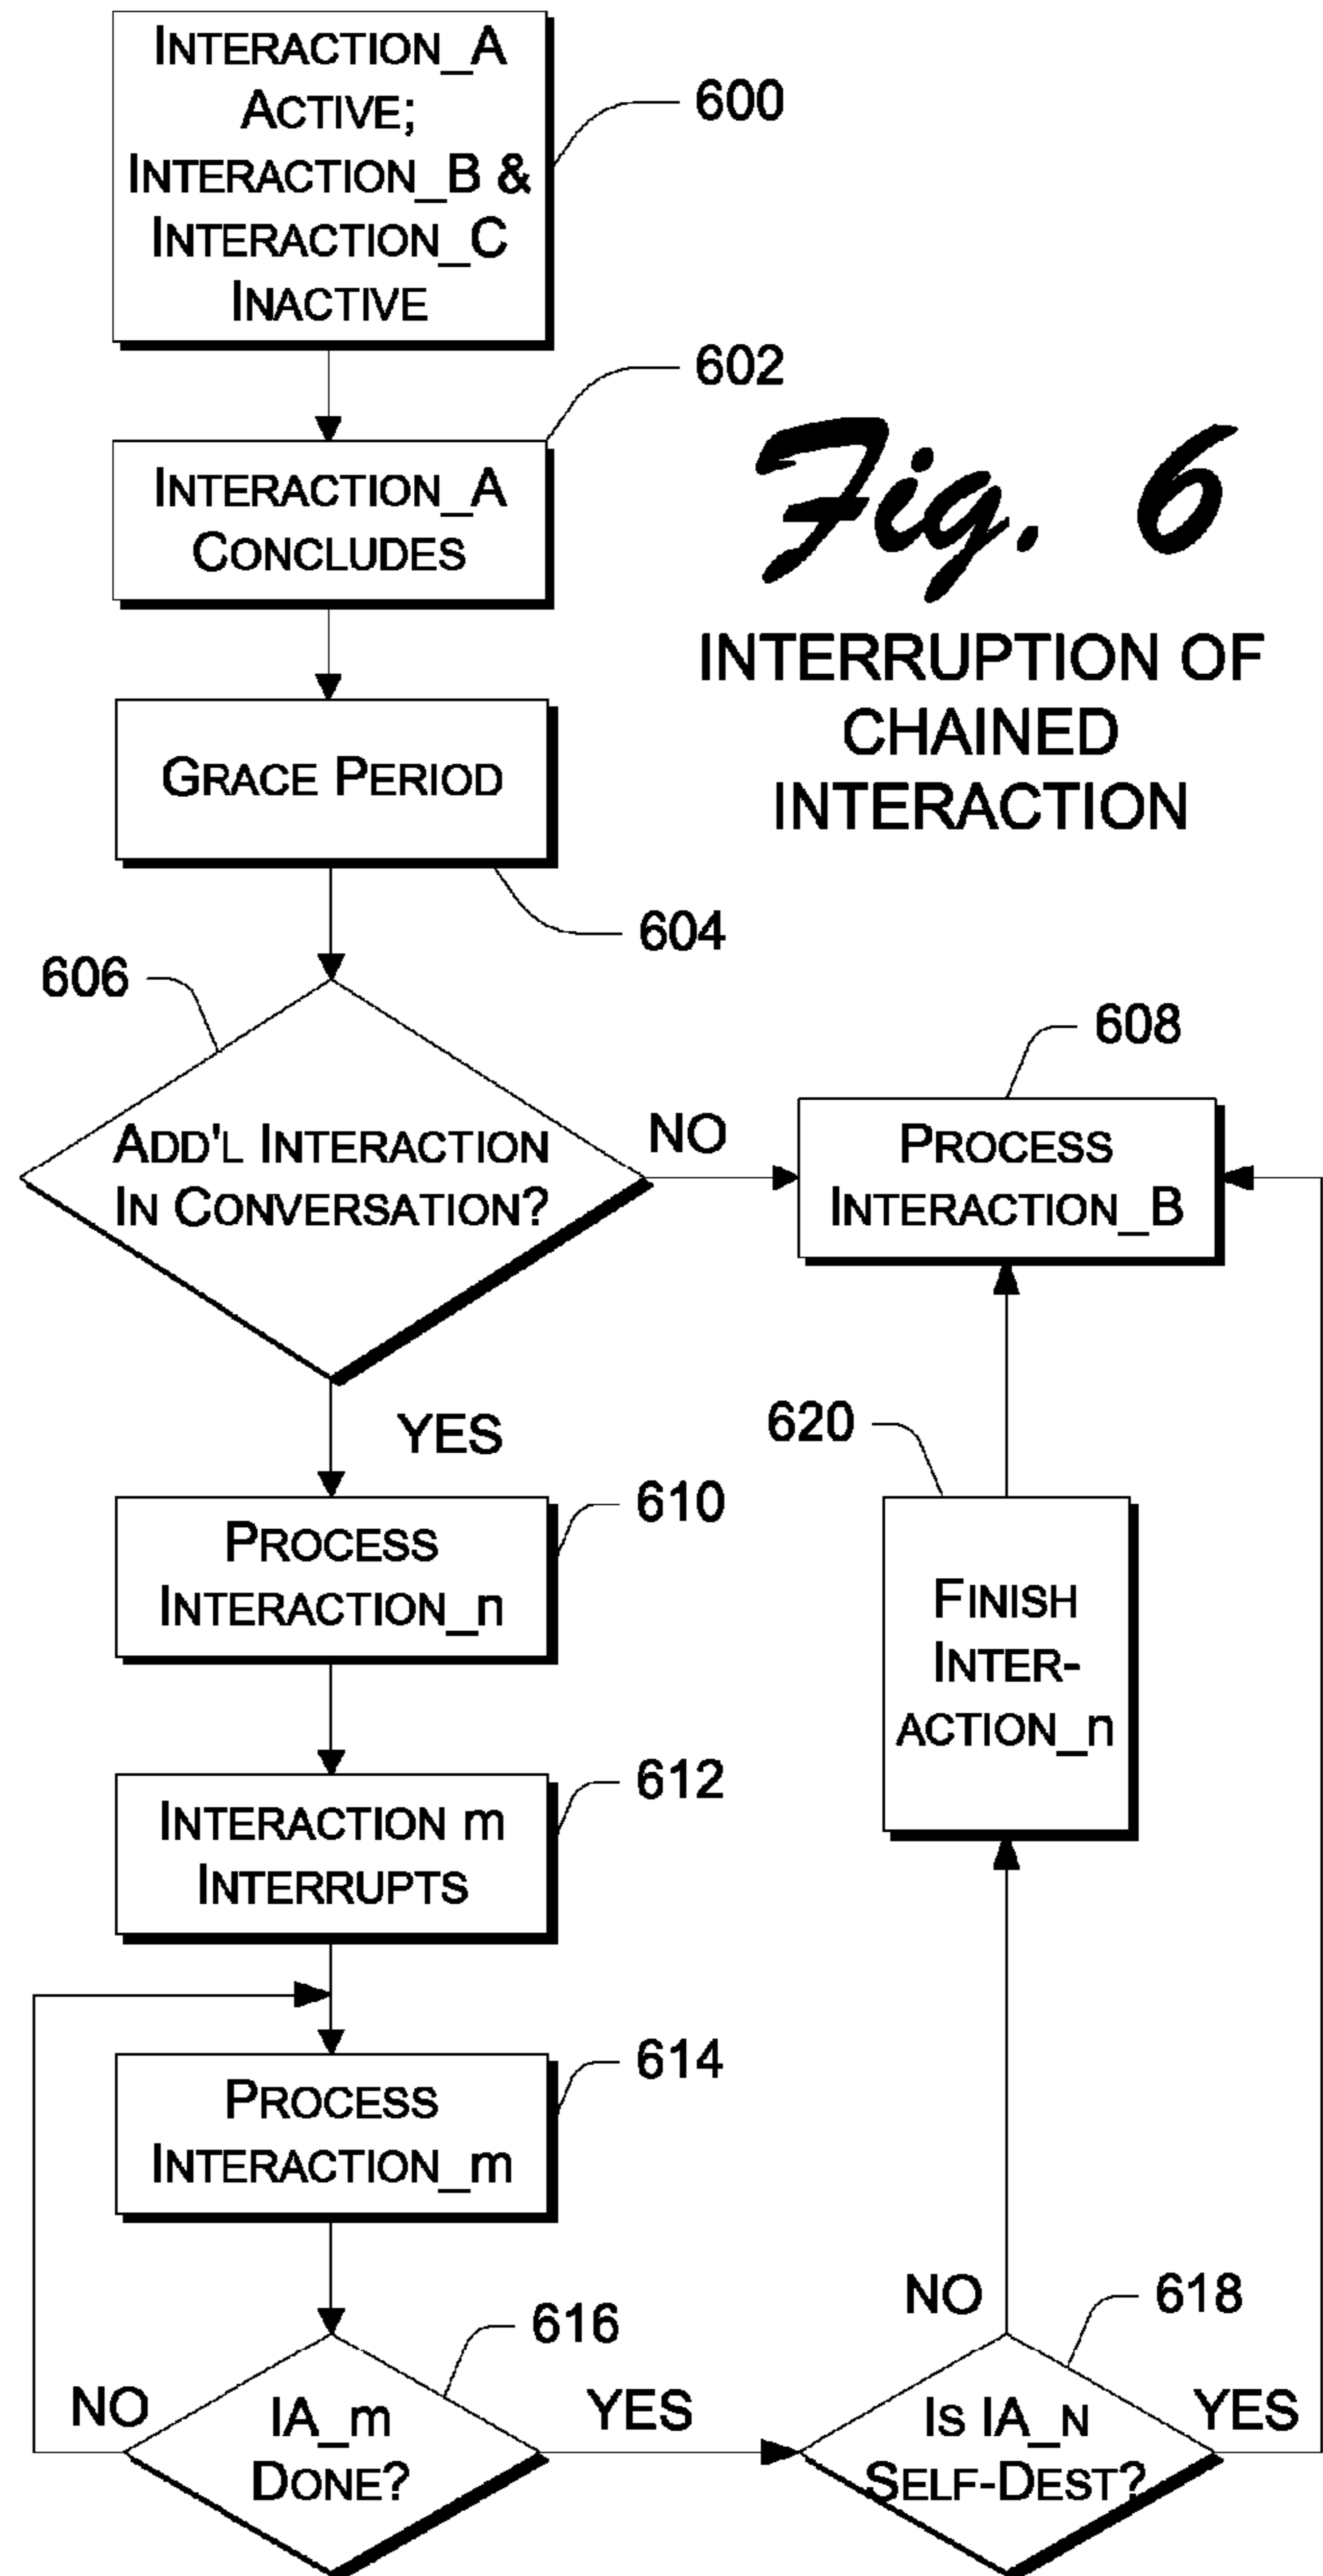 INTERACTION_A
ACTIVE;
INTERACTION_B &
INTERACTION_C
INACTIVE
600
602
INTERACTION_A
CONCLUDES
Fig. 6
INTERRUPTION OF
CHAINED
INTERACTION
GRACE PERIOD
604
606
ADD'L INTERACTION
IN CONVERSATION?
NO
608
PROCESS
INTERACTION_B
YES
610
PROCESS
INTERACTION_n
620
FINISH
INTER-
ACTION_n
612
INTERACTION m
INTERRUPTS
614
PROCESS
INTERACTION_m
616
IA_m
DONE?
NO
YES
618
IS IA_N
SELF-DEST?
NO
YES